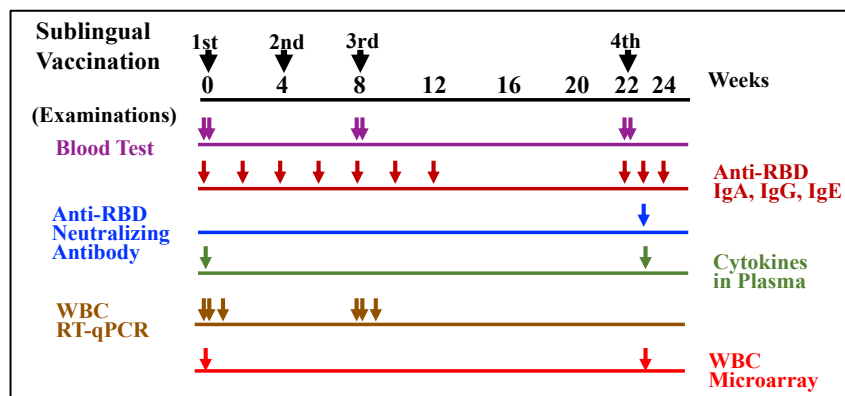 Sublingual
Vaccination
1st 2nd 3rd 4th
0 4 8 12 16 20 22 24 Weeks
(Examinations)
Blood Test
Anti-RBD
IgA, IgG, IgE
Anti-RBD
Neutralizing
Antibody
Cytokines
in Plasma
WBC
RT-qPCR
WBC
Microarray